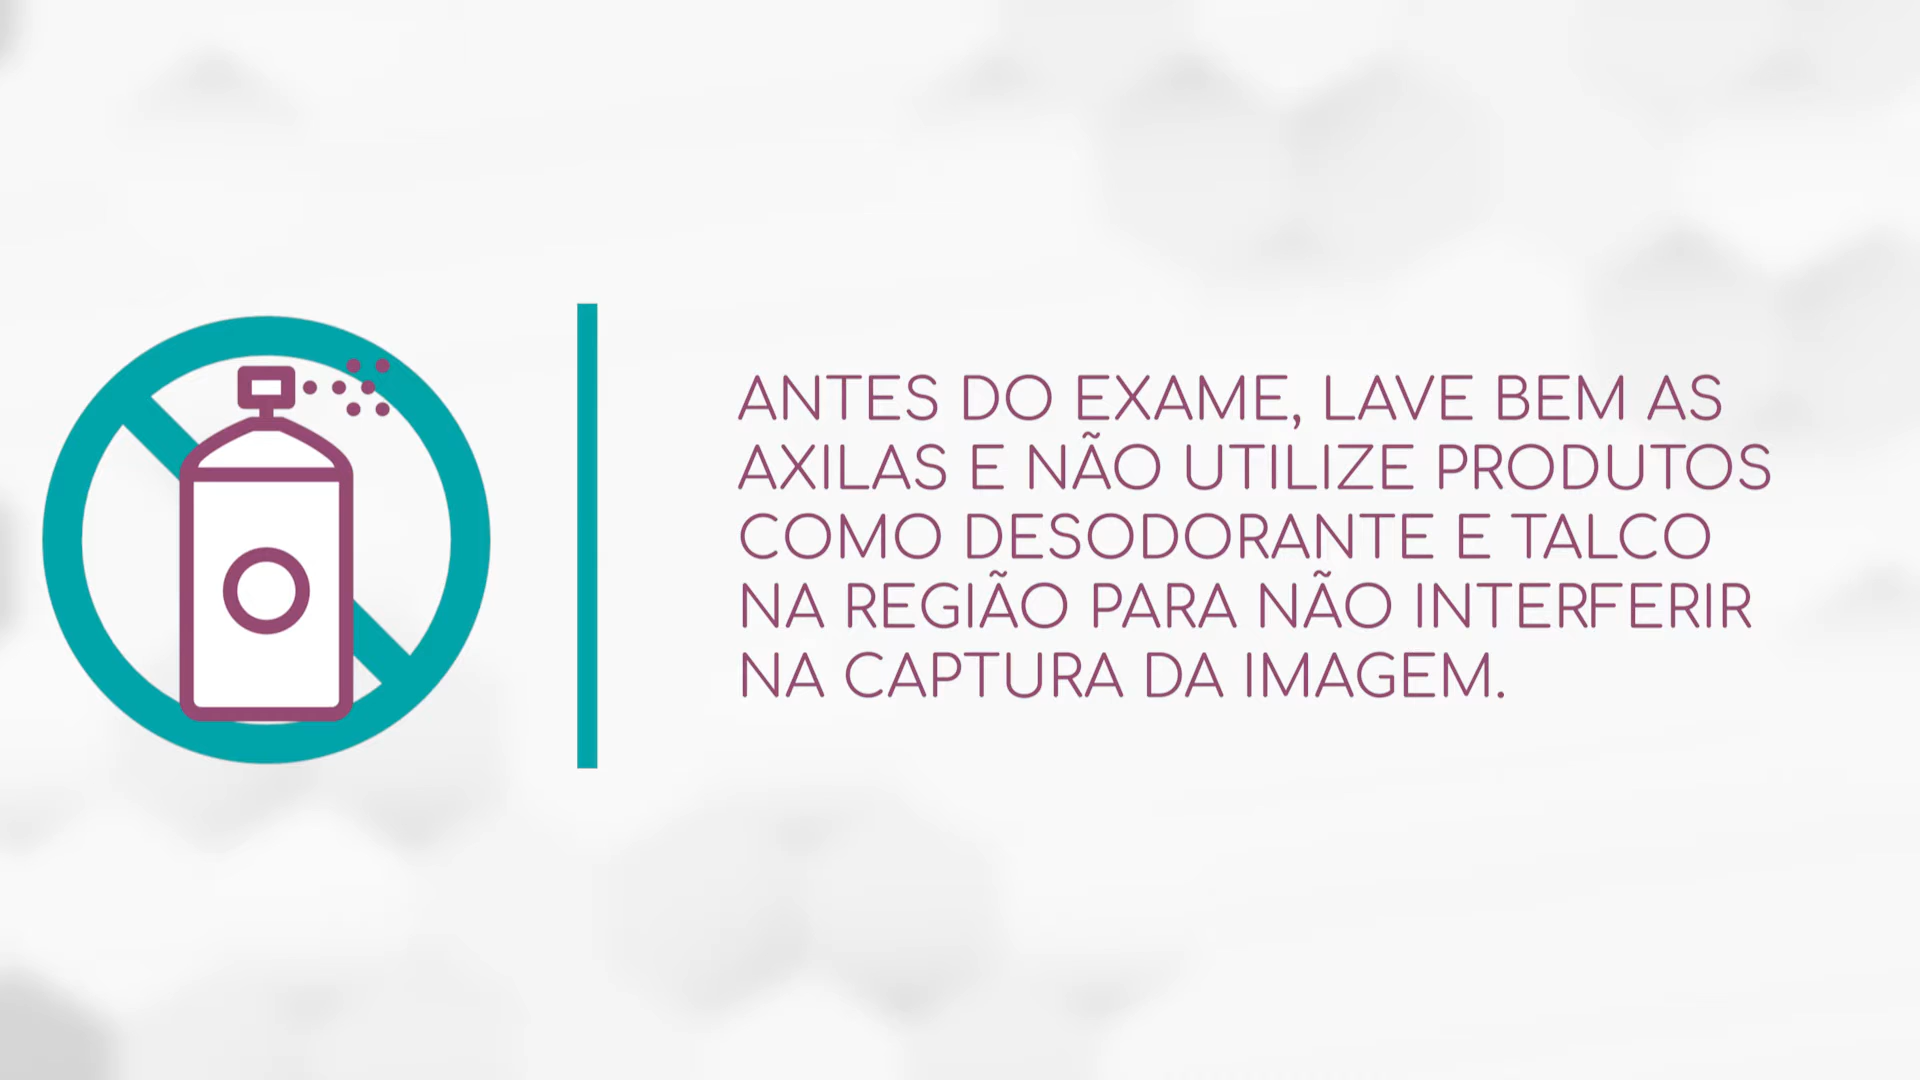 ANTES DO EXAME, LAVE BEM AS
AXILAS E NÃO UTILIZE PRODUTOS
COMO DESODORANTE E TALCO
NA REGIÃO PARA NÃO INTERFERIR
NA CAPTURA DA IMAGEM.